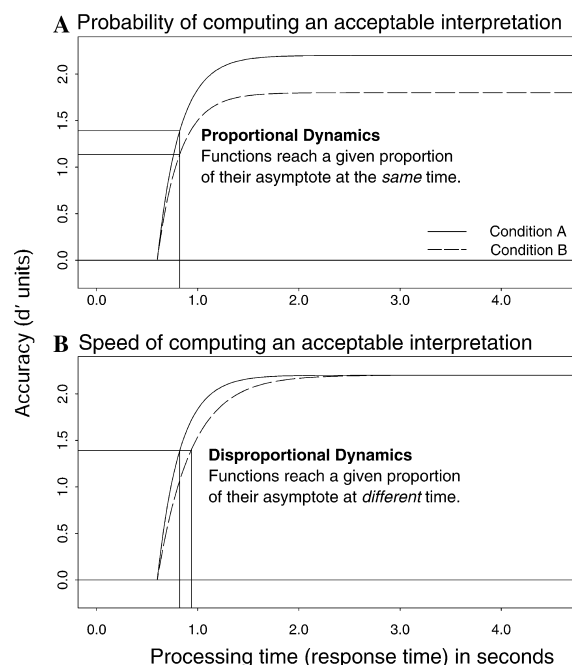 A Probability of computing an acceptable interpretation
2.0
1.5
1.0
0.5
0.0
Proportional Dynamics
Functions reach a given proportion
of their asymptote at the same time.
Condition A
Condition B
0.0 1.0 2.0 3.0 4.0
Accuracy (d′ units)
B Speed of computing an acceptable interpretation
2.0
1.5
1.0
0.5
0.0
Disproportional Dynamics
Functions reach a given proportion
of their asymptote at different time.
0.0 1.0 2.0 3.0 4.0
Processing time (response time) in seconds